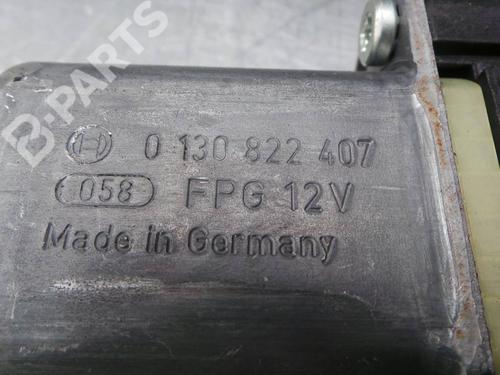 B-PARTS
0 130 822 407
058 FPG 12V
Made in Germany